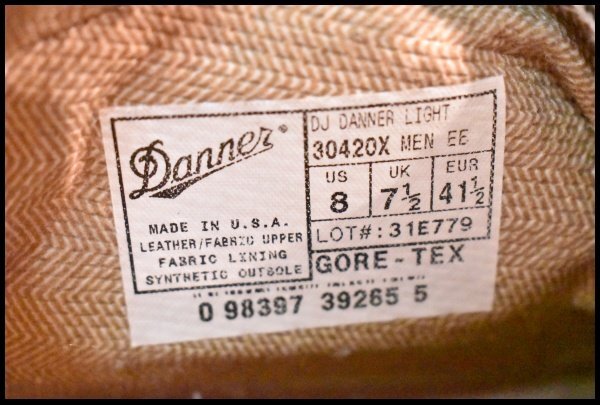 Danner®
MADE IN U.S.A.
LEATHER/FABRIC UPPER
FABRIC LINING
SYNTHETIC OUTSOLE
DJ DANNER LIGHT
30420X MEN EE
US UK EUR
8 7½ 41½
LOT#:31E779
GORE-TEX
0 98397 39265 5